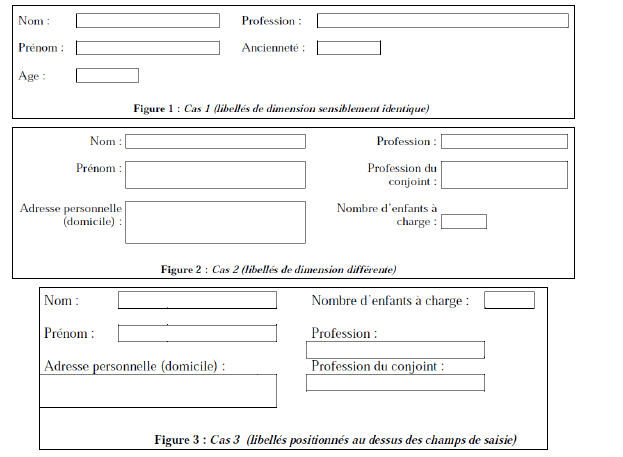 Nom : Profession :
Prénom : Ancienneté :
Age :
Figure 1 : Cas 1 (libellés de dimension sensiblement identique)
Nom : Profession :
Prénom : Profession du
conjoint :
Adresse personnelle Nombre d'enfants à
(domicile) : charge :
Figure 2 : Cas 2 (libellés de dimension différente)
Nom : Nombre d'enfants à charge :
Prénom : Profession :
Adresse personnelle (domicile) : Profession du conjoint :
Figure 3 : Cas 3 (libellés positionnés au dessus des champs de saisie)